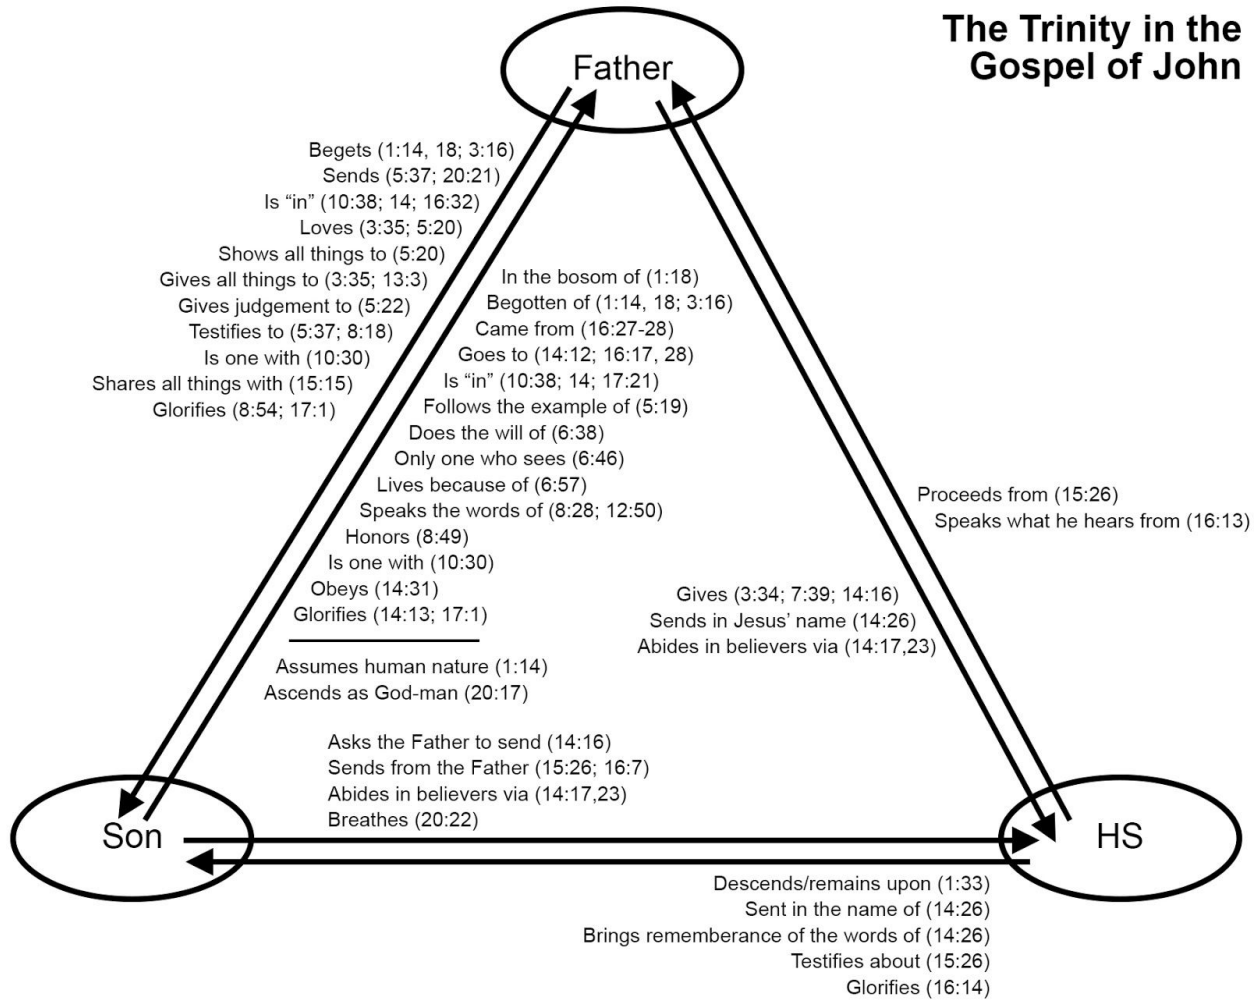 The Trinity in the
Gospel of John
Father
Begets (1:14, 18; 3:16)
Sends (5:37; 20:21)
Is “in” (10:38; 14; 16:32)
Loves (3:35; 5:20)
Shows all things to (5:20)
Gives all things to (3:35; 13:3)
Gives judgement to (5:22)
Testifies to (5:37; 8:18)
Is one with (10:30)
Shares all things with (15:15)
Glorifies (8:54; 17:1)
In the bosom of (1:18)
Begotten of (1:14, 18; 3:16)
Came from (16:27-28)
Goes to (14:12; 16:17, 28)
Is “in” (10:38; 14; 17:21)
Follows the example of (5:19)
Does the will of (6:38)
Only one who sees (6:46)
Lives because of (6:57)
Speaks the words of (8:28; 12:50)
Honors (8:49)
Is one with (10:30)
Obeys (14:31)
Glorifies (14:13; 17:1)
Assumes human nature (1:14)
Ascends as God-man (20:17)
Proceeds from (15:26)
Speaks what he hears from (16:13)
Gives (3:34; 7:39; 14:16)
Sends in Jesus’ name (14:26)
Abides in believers via (14:17,23)
Asks the Father to send (14:16)
Sends from the Father (15:26; 16:7)
Abides in believers via (14:17,23)
Breathes (20:22)
Son
HS
Descends/remains upon (1:33)
Sent in the name of (14:26)
Brings rememberance of the words of (14:26)
Testifies about (15:26)
Glorifies (16:14)